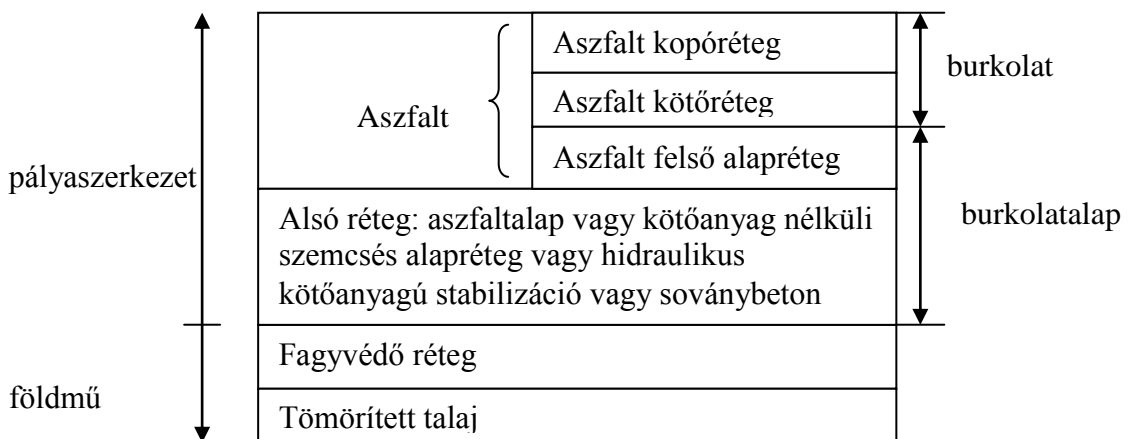 Aszfalt kopóréteg
burkolat
Aszfalt kötőréteg
Aszfalt
Aszfalt felső alapréteg
pályaszerkezet
Alsó réteg: aszfaltalap vagy kötőanyag nélküli
szemcsés alapréteg vagy hidraulikus
kötőanyagú stabilizáció vagy soványbeton
burkolatalap
Fagyvédő réteg
földmű
Tömörített talaj